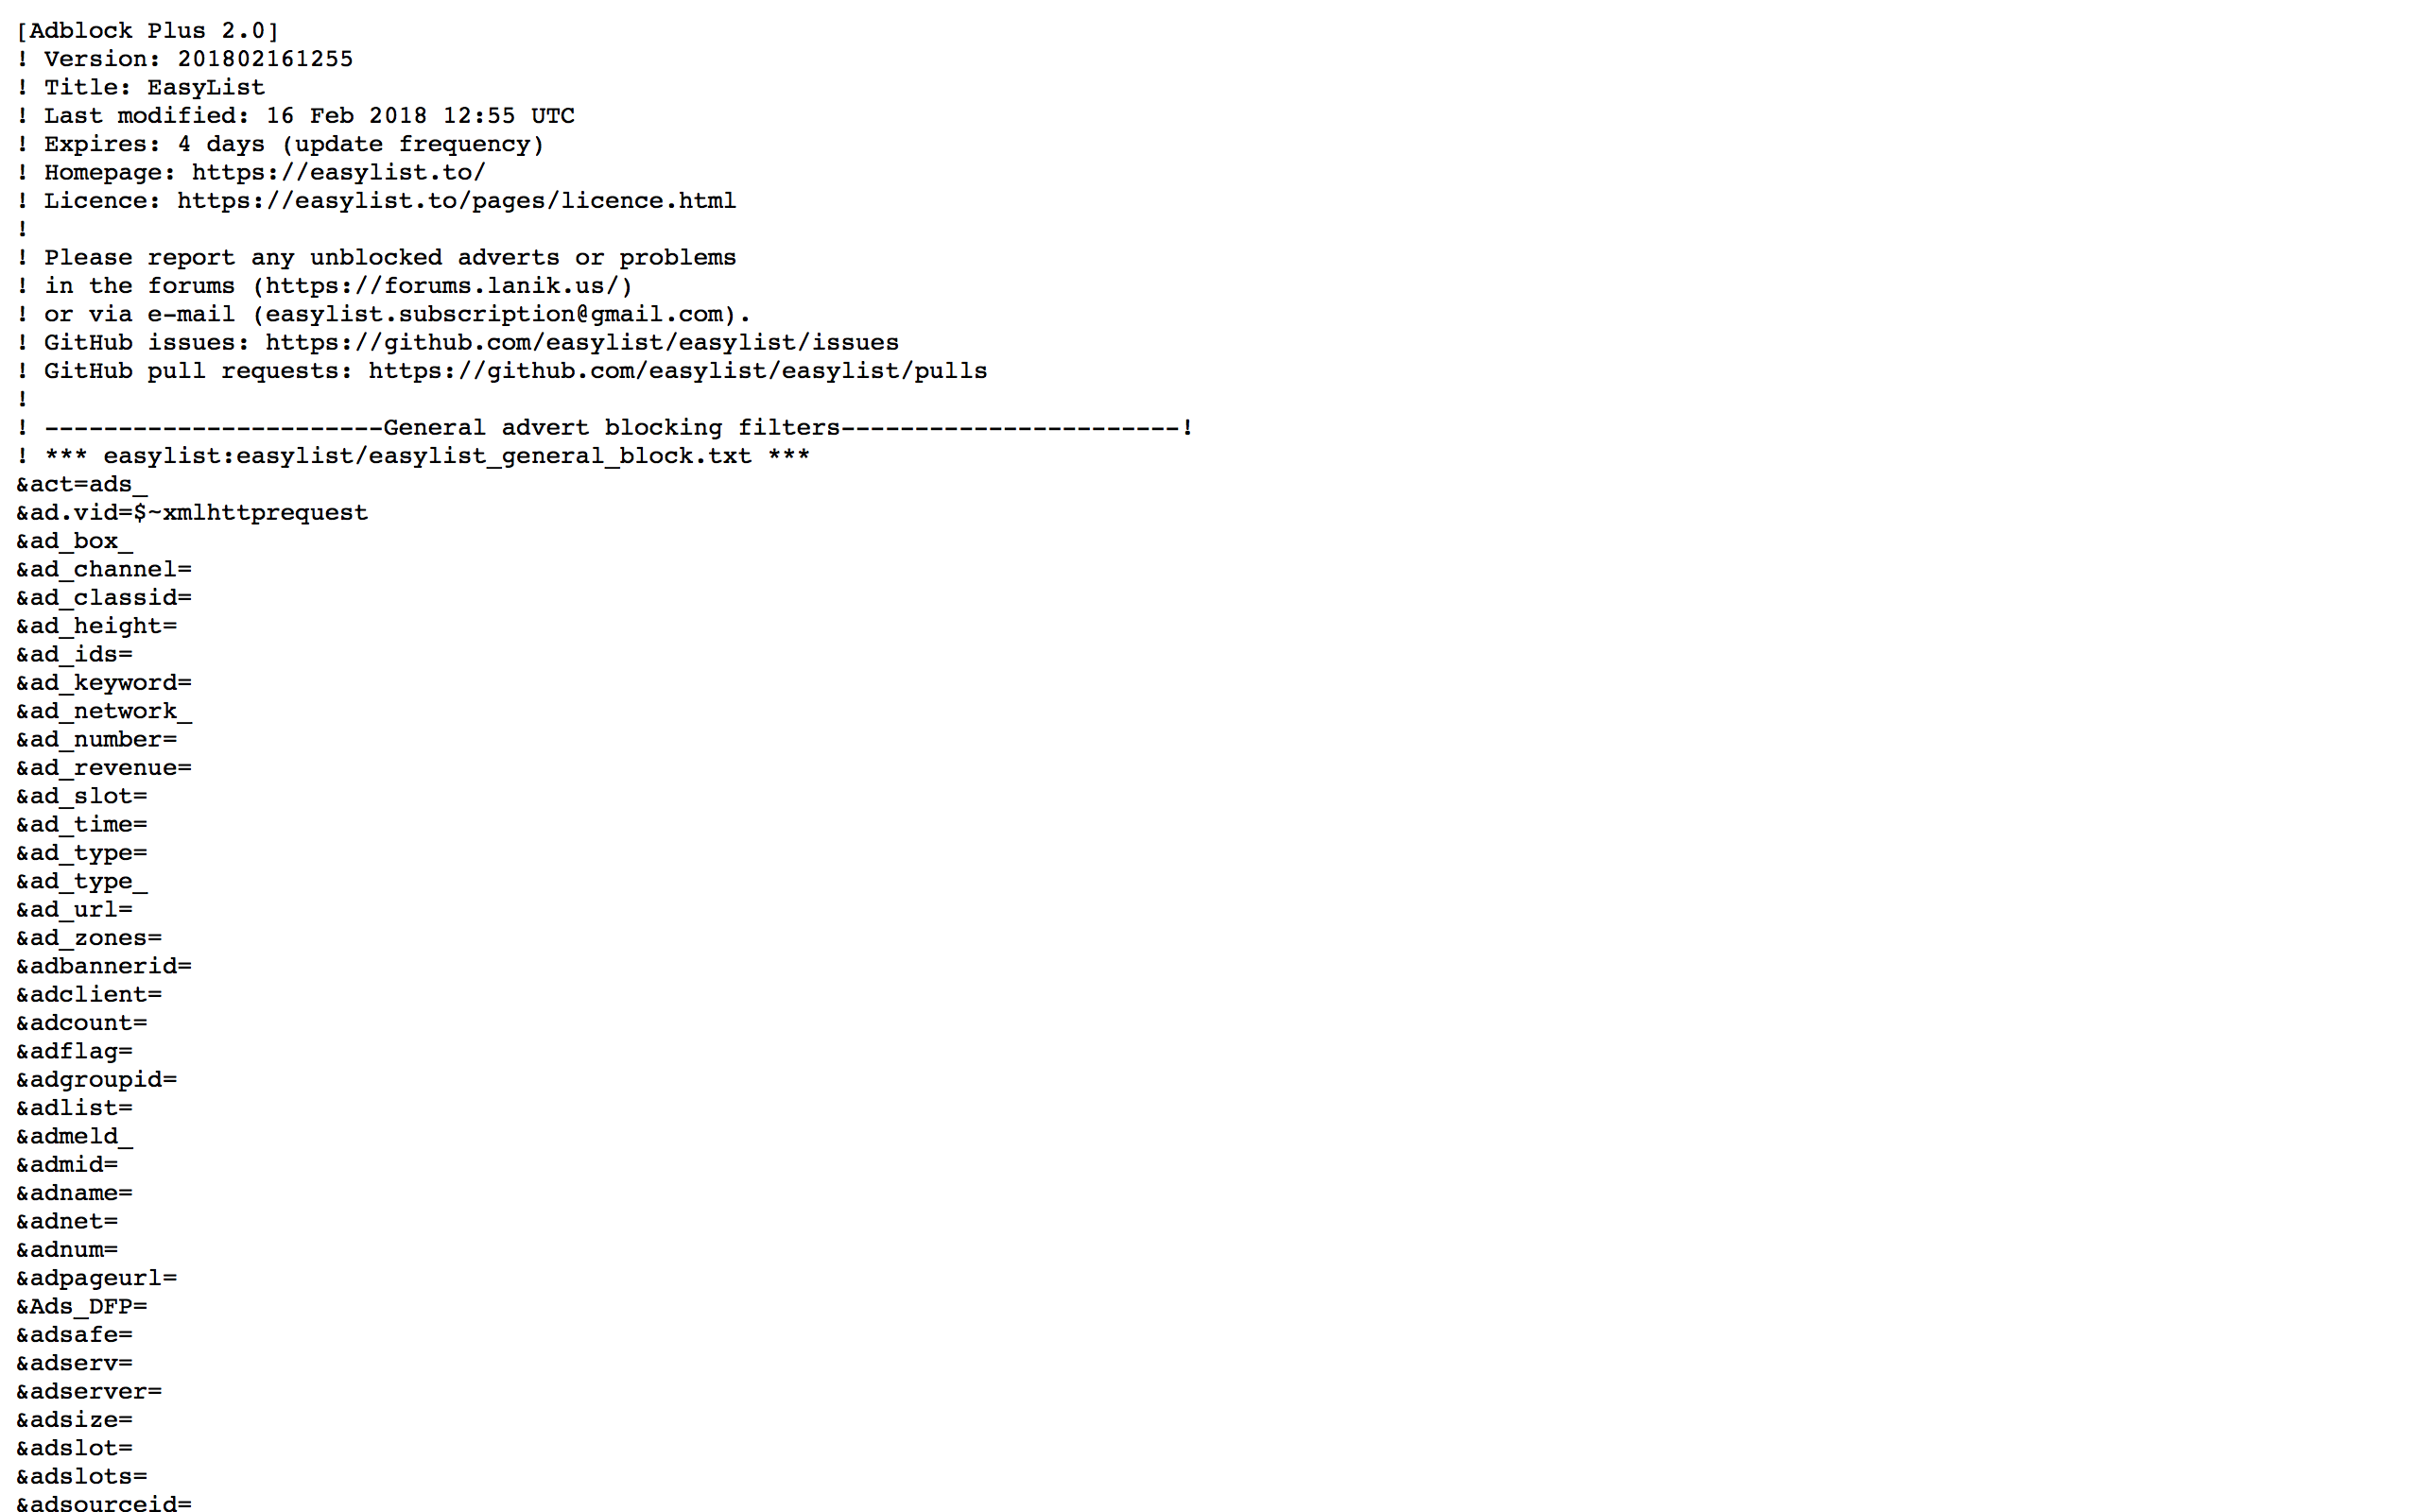 [Adblock Plus 2.0]
! Version: 201802161255
! Title: EasyList
! Last modified: 16 Feb 2018 12:55 UTC
! Expires: 4 days (update frequency)
! Homepage: https://easylist.to/
! Licence: https://easylist.to/pages/licence.html
!
! Please report any unblocked adverts or problems
! in the forums (https://forums.lanik.us/)
! or via e-mail (easylist.subscription@gmail.com).
! GitHub issues: https://github.com/easylist/easylist/issues
! GitHub pull requests: https://github.com/easylist/easylist/pulls
!
! -----------------------General advert blocking filters-----------------------!
! *** easylist:easylist/easylist_general_block.txt ***
&act=ads_
&ad.vid=$~xmlhttprequest
&ad_box_
&ad_channel=
&ad_classid=
&ad_height=
&ad_ids=
&ad_keyword=
&ad_network_
&ad_number=
&ad_revenue=
&ad_slot=
&ad_time=
&ad_type=
&ad_type_
&ad_url=
&ad_zones=
&adbannerid=
&adclient=
&adcount=
&adflag=
&adgroupid=
&adlist=
&admeld_
&admid=
&adname=
&adnet=
&adnum=
&adpageurl=
&Ads_DFP=
&adsafe=
&adserv=
&adserver=
&adsize=
&adslot=
&adslots=
&adsourceid=